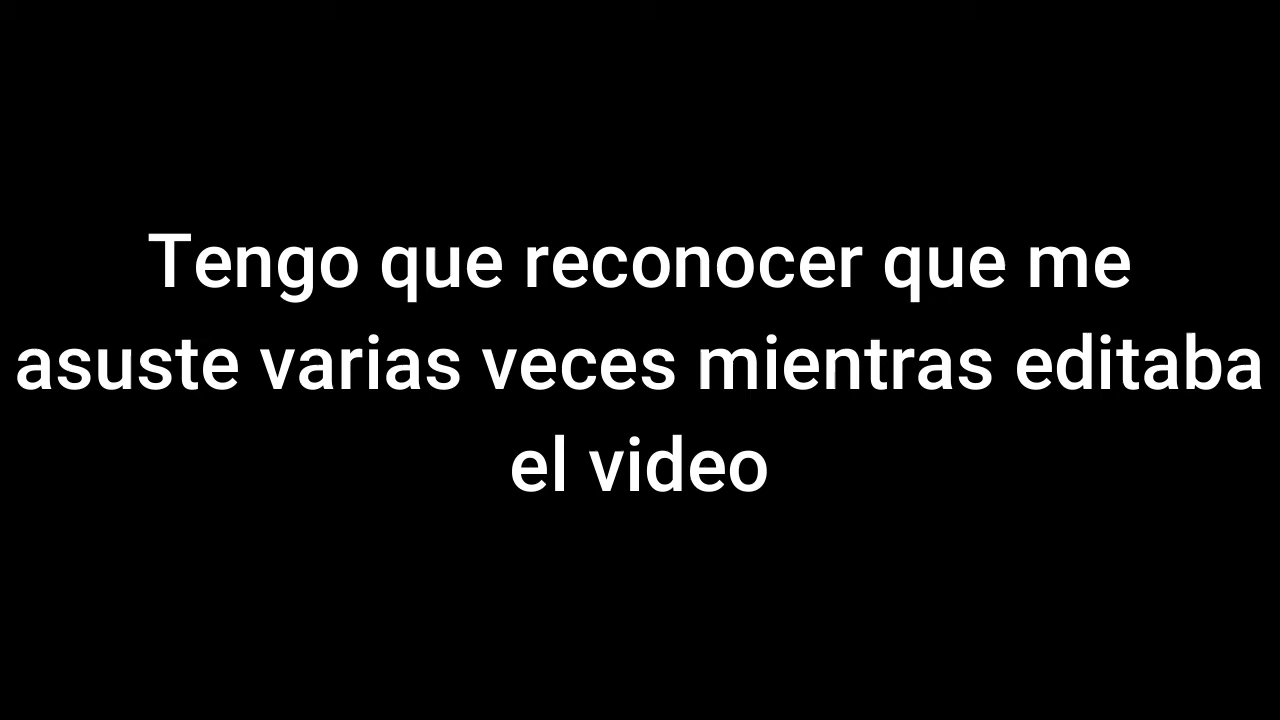 Tengo que reconocer que me
asuste varias veces mientras editaba
el video